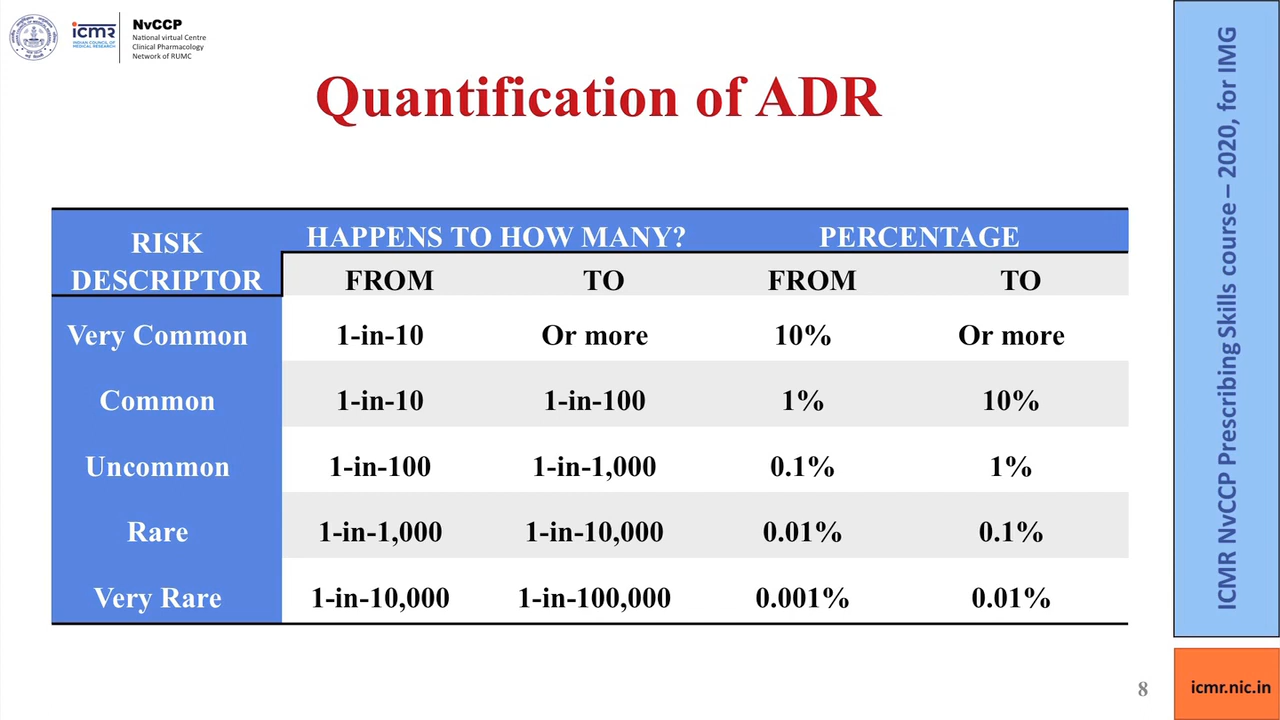 icmr
INDIAN COUNCIL OF
MEDICAL RESEARCH
NvCCP
National virtual Centre
Clinical Pharmacology
Network of RUMC
Quantification of ADR
RISK DESCRIPTOR HAPPENS TO HOW MANY? PERCENTAGE
FROM TO FROM TO
Very Common 1-in-10 Or more 10% Or more
Common 1-in-10 1-in-100 1% 10%
Uncommon 1-in-100 1-in-1,000 0.1% 1%
Rare 1-in-1,000 1-in-10,000 0.01% 0.1%
Very Rare 1-in-10,000 1-in-100,000 0.001% 0.01%
ICMR NvCCP Prescribing Skills course – 2020, for IMG
8
icmr.nic.in